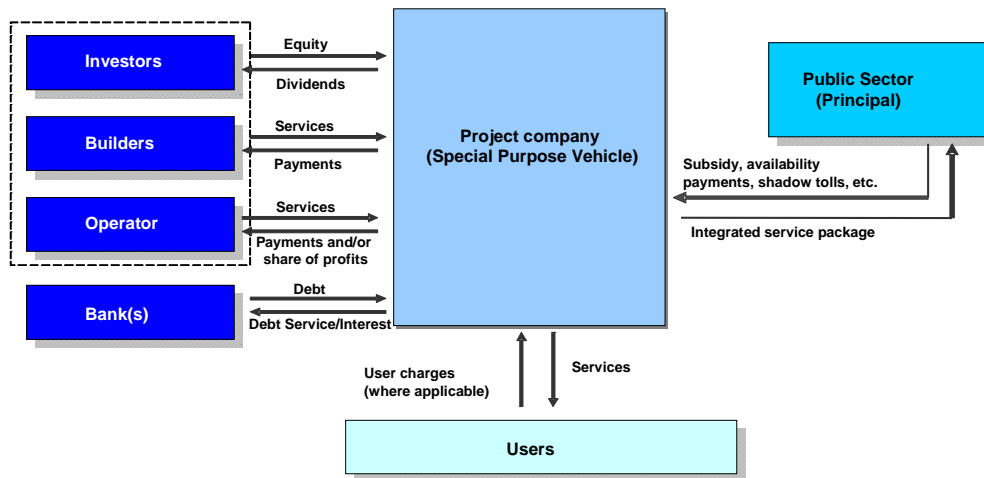 Investors
Equity
Dividends
Builders
Services
Payments
Operator
Services
Payments and/or
share of profits
Bank(s)
Debt
Debt Service/Interest
Project company
(Special Purpose Vehicle)
Public Sector
(Principal)
Subsidy, availability
payments, shadow tolls, etc.
Integrated service package
User charges
(where applicable)
Services
Users